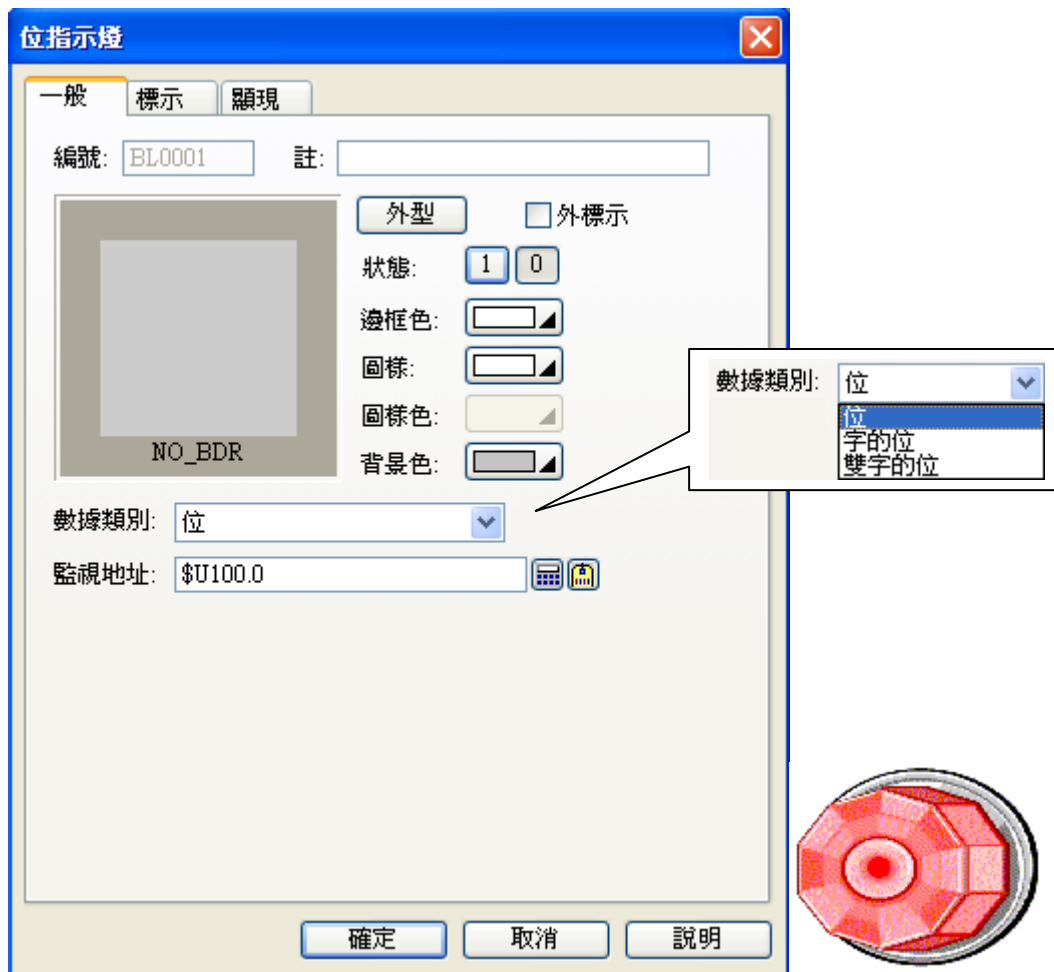 位指示燈
一般 標示 顯現
編號: BL0001 註:
外型 外標示
狀態: 1 0
邊框色:
圖樣:
圖樣色:
背景色:
NO_BDR
數據類別: 位
監視地址: $U100.0
數據類別: 位
位
字的位
雙字的位
確定 取消 説明